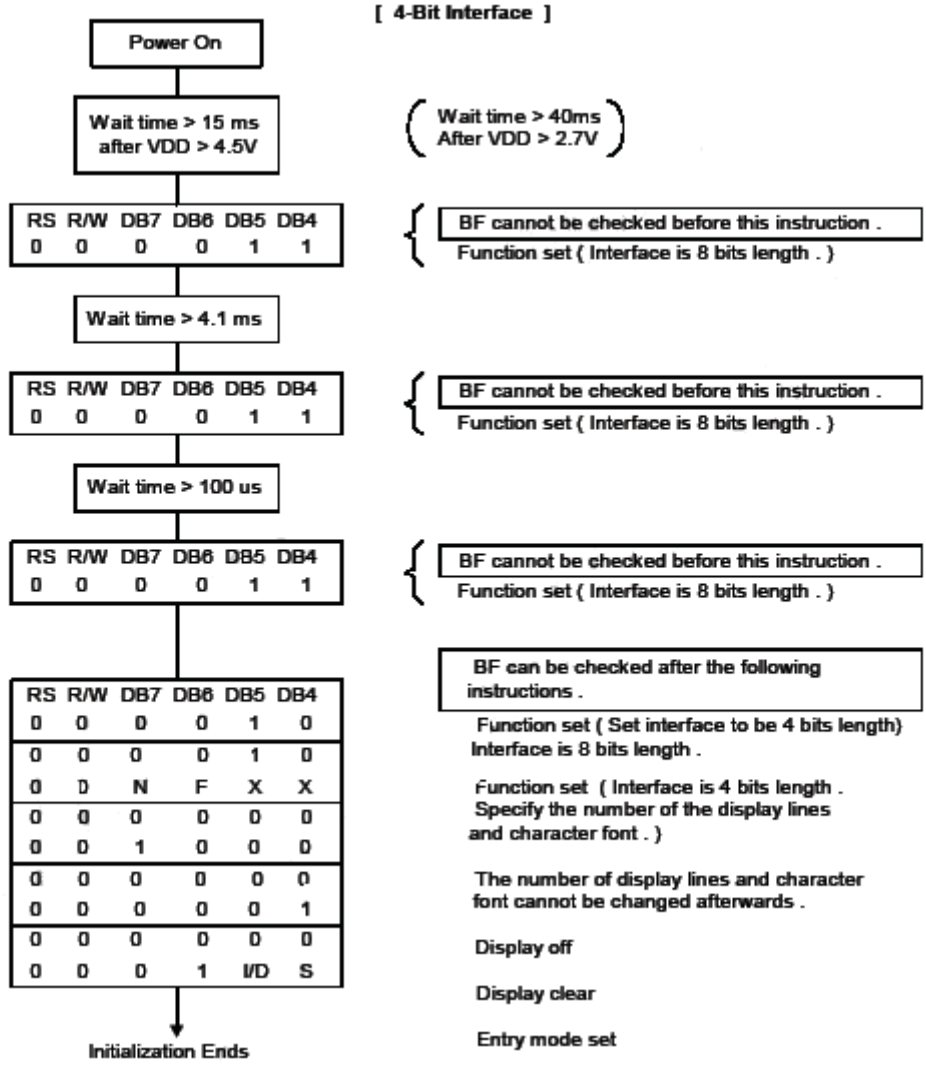 [ 4-Bit Interface ]
Power On
Wait time > 15 ms
after VDD > 4.5V
( Wait time > 40ms
After VDD > 2.7V )
RS R/W DB7 DB6 DB5 DB4
0 0 0 0 1 1
BF cannot be checked before this instruction .
Function set ( Interface is 8 bits length . )
Wait time > 4.1 ms
RS R/W DB7 DB6 DB5 DB4
0 0 0 0 1 1
BF cannot be checked before this instruction .
Function set ( Interface is 8 bits length . )
Wait time > 100 us
RS R/W DB7 DB6 DB5 DB4
0 0 0 0 1 1
BF cannot be checked before this instruction .
Function set ( Interface is 8 bits length . )
RS R/W DB7 DB6 DB5 DB4
0 0 0 0 1 0
0 0 0 0 1 0
0 0 N F X X
0 0 0 0 0 0
0 0 1 0 0 0
0 0 0 0 0 0
0 0 0 0 0 1
0 0 0 0 0 0
0 0 0 1 I/D S
BF can be checked after the following
instructions .
Function set ( Set interface to be 4 bits length)
Interface is 8 bits length .
Function set ( Interface is 4 bits length .
Specify the number of the display lines
and character font . )
The number of display lines and character
font cannot be changed afterwards .
Display off
Display clear
Entry mode set
Initialization Ends